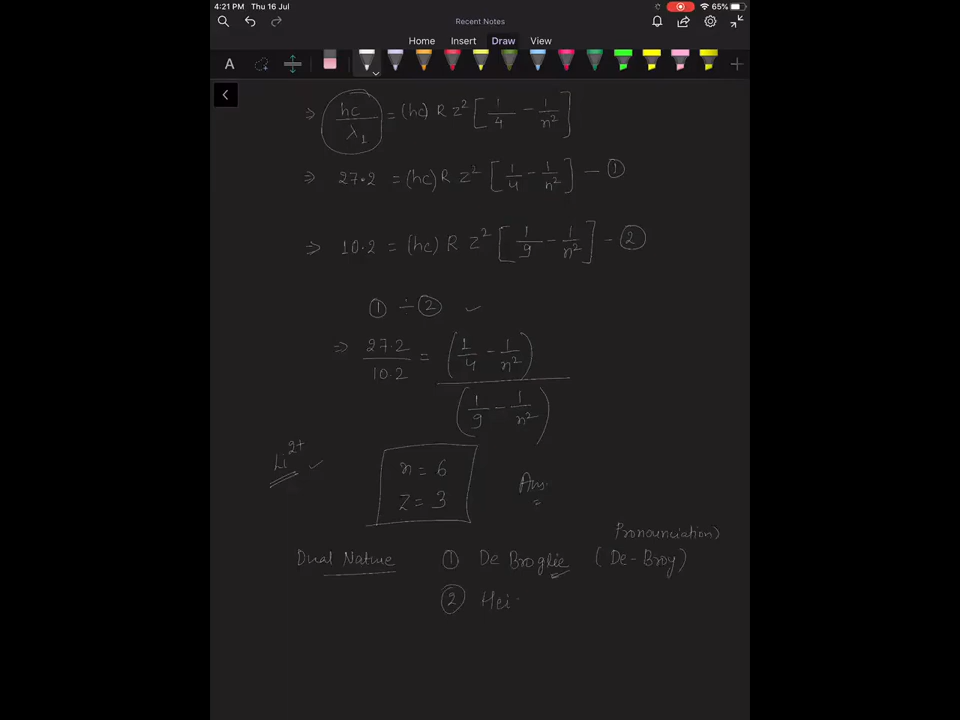 4:21 PM Thu 16 Jul
65%
Recent Notes
Home Insert Draw View
A
⇒ hc/λ₁ = (hc) R z² [1/4 − 1/n²]
⇒ 27.2 = (hc) R z² [1/4 − 1/n²] − ①
⇒ 10.2 = (hc) R z² [1/9 − 1/n²] − ②
① ÷ ② ✓
⇒ 27.2/10.2 = (1/4 − 1/n²)/(1/9 − 1/n²)
Li²⁺ ✓
n = 6
z = 3
Ans.
Pronounciation)
Dual Nature ① De Broglie (De-Broy)
② Hei